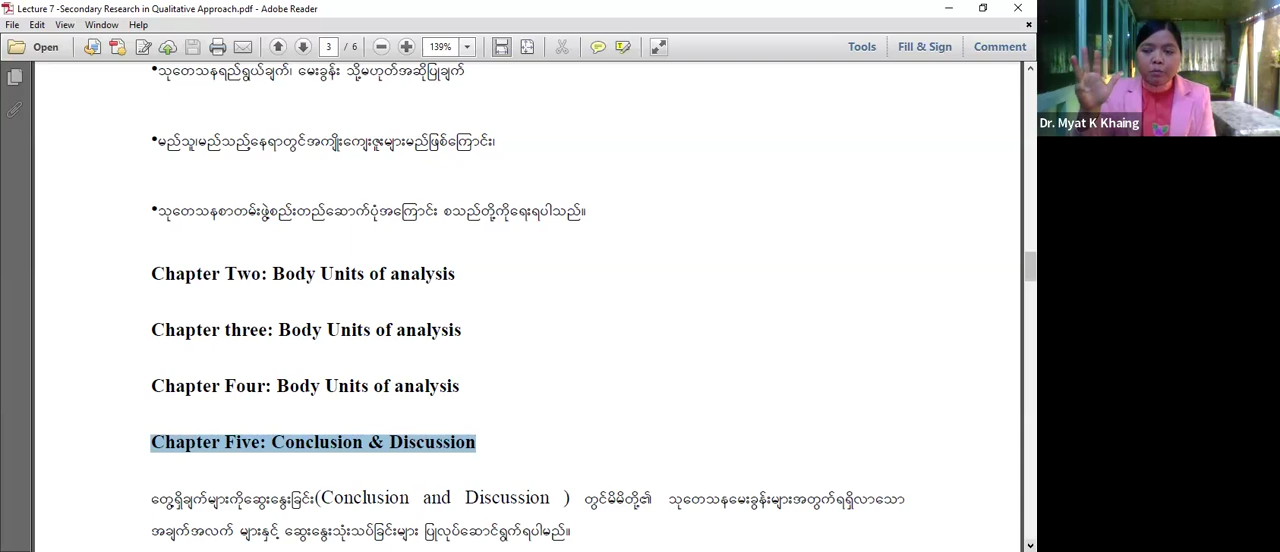 Lecture 7 -Secondary Research in Qualitative Approach.pdf - Adobe Reader
File Edit View Window Help
Open 3 / 6 139% Tools Fill & Sign Comment
Dr. Myat K Khaing
•သုတေသနရည်ရွယ်ချက်၊ မေးခွန်း သို့မဟုတ်အဆိုပြုချက်
•မည်သူ၊မည်သည့်နေရာတွင်အကျိုးကျေးဇူးများမည်ဖြစ်ကြောင်း၊
•သုတေသနစာတမ်းဖွဲ့စည်းတည်ဆောက်ပုံအကြောင်း စသည်တို့ကိုရေးရပါသည်။
Chapter Two: Body Units of analysis
Chapter three: Body Units of analysis
Chapter Four: Body Units of analysis
Chapter Five: Conclusion & Discussion
တွေ့ရှိချက်များကိုဆွေးနွေးခြင်း(Conclusion and Discussion ) တွင်မိမိတို့၏ သုတေသနမေးခွန်းများအတွက်ရရှိလာသော
အချက်အလက် များနှင့် ဆွေးနွေးသုံးသပ်ခြင်းများ ပြုလုပ်ဆောင်ရွက်ရပါမည်။